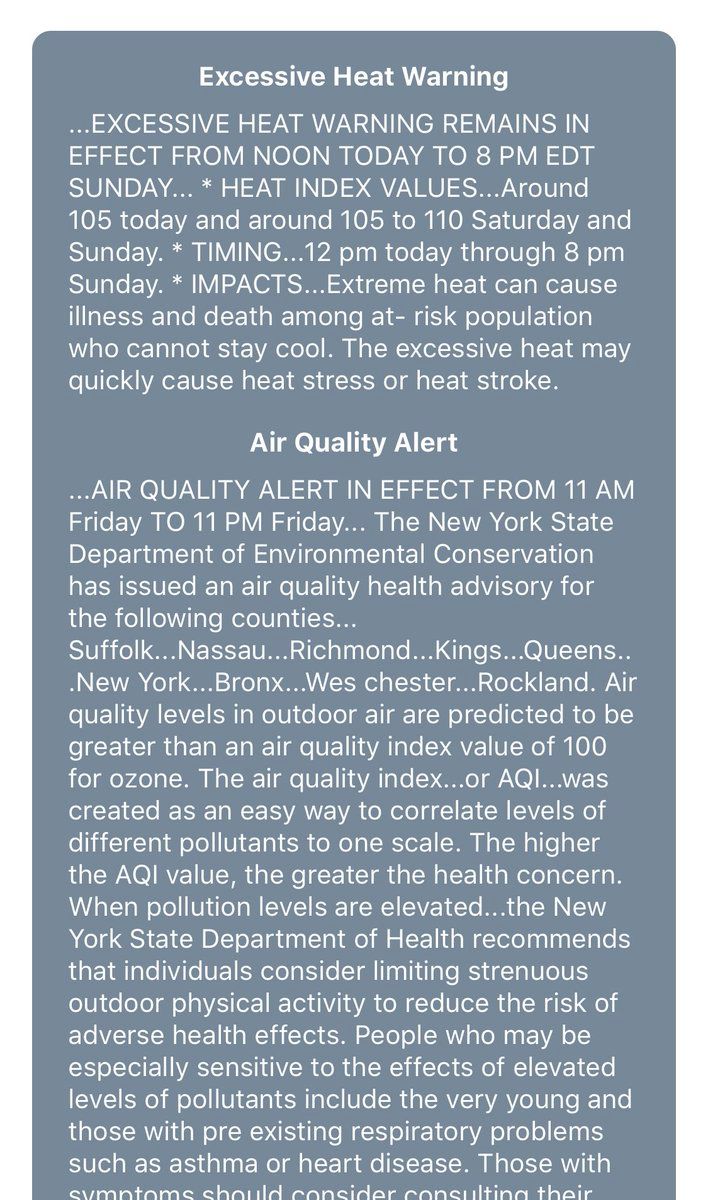 Excessive Heat Warning
...EXCESSIVE HEAT WARNING REMAINS IN
EFFECT FROM NOON TODAY TO 8 PM EDT
SUNDAY... * HEAT INDEX VALUES...Around
105 today and around 105 to 110 Saturday and
Sunday. * TIMING...12 pm today through 8 pm
Sunday. * IMPACTS...Extreme heat can cause
illness and death among at- risk population
who cannot stay cool. The excessive heat may
quickly cause heat stress or heat stroke.
Air Quality Alert
...AIR QUALITY ALERT IN EFFECT FROM 11 AM
Friday TO 11 PM Friday... The New York State
Department of Environmental Conservation
has issued an air quality health advisory for
the following counties...
Suffolk...Nassau...Richmond...Kings...Queens..
.New York...Bronx...Wes chester...Rockland. Air
quality levels in outdoor air are predicted to be
greater than an air quality index value of 100
for ozone. The air quality index...or AQI...was
created as an easy way to correlate levels of
different pollutants to one scale. The higher
the AQI value, the greater the health concern.
When pollution levels are elevated...the New
York State Department of Health recommends
that individuals consider limiting strenuous
outdoor physical activity to reduce the risk of
adverse health effects. People who may be
especially sensitive to the effects of elevated
levels of pollutants include the very young and
those with pre existing respiratory problems
such as asthma or heart disease. Those with
symptoms should consider consulting their